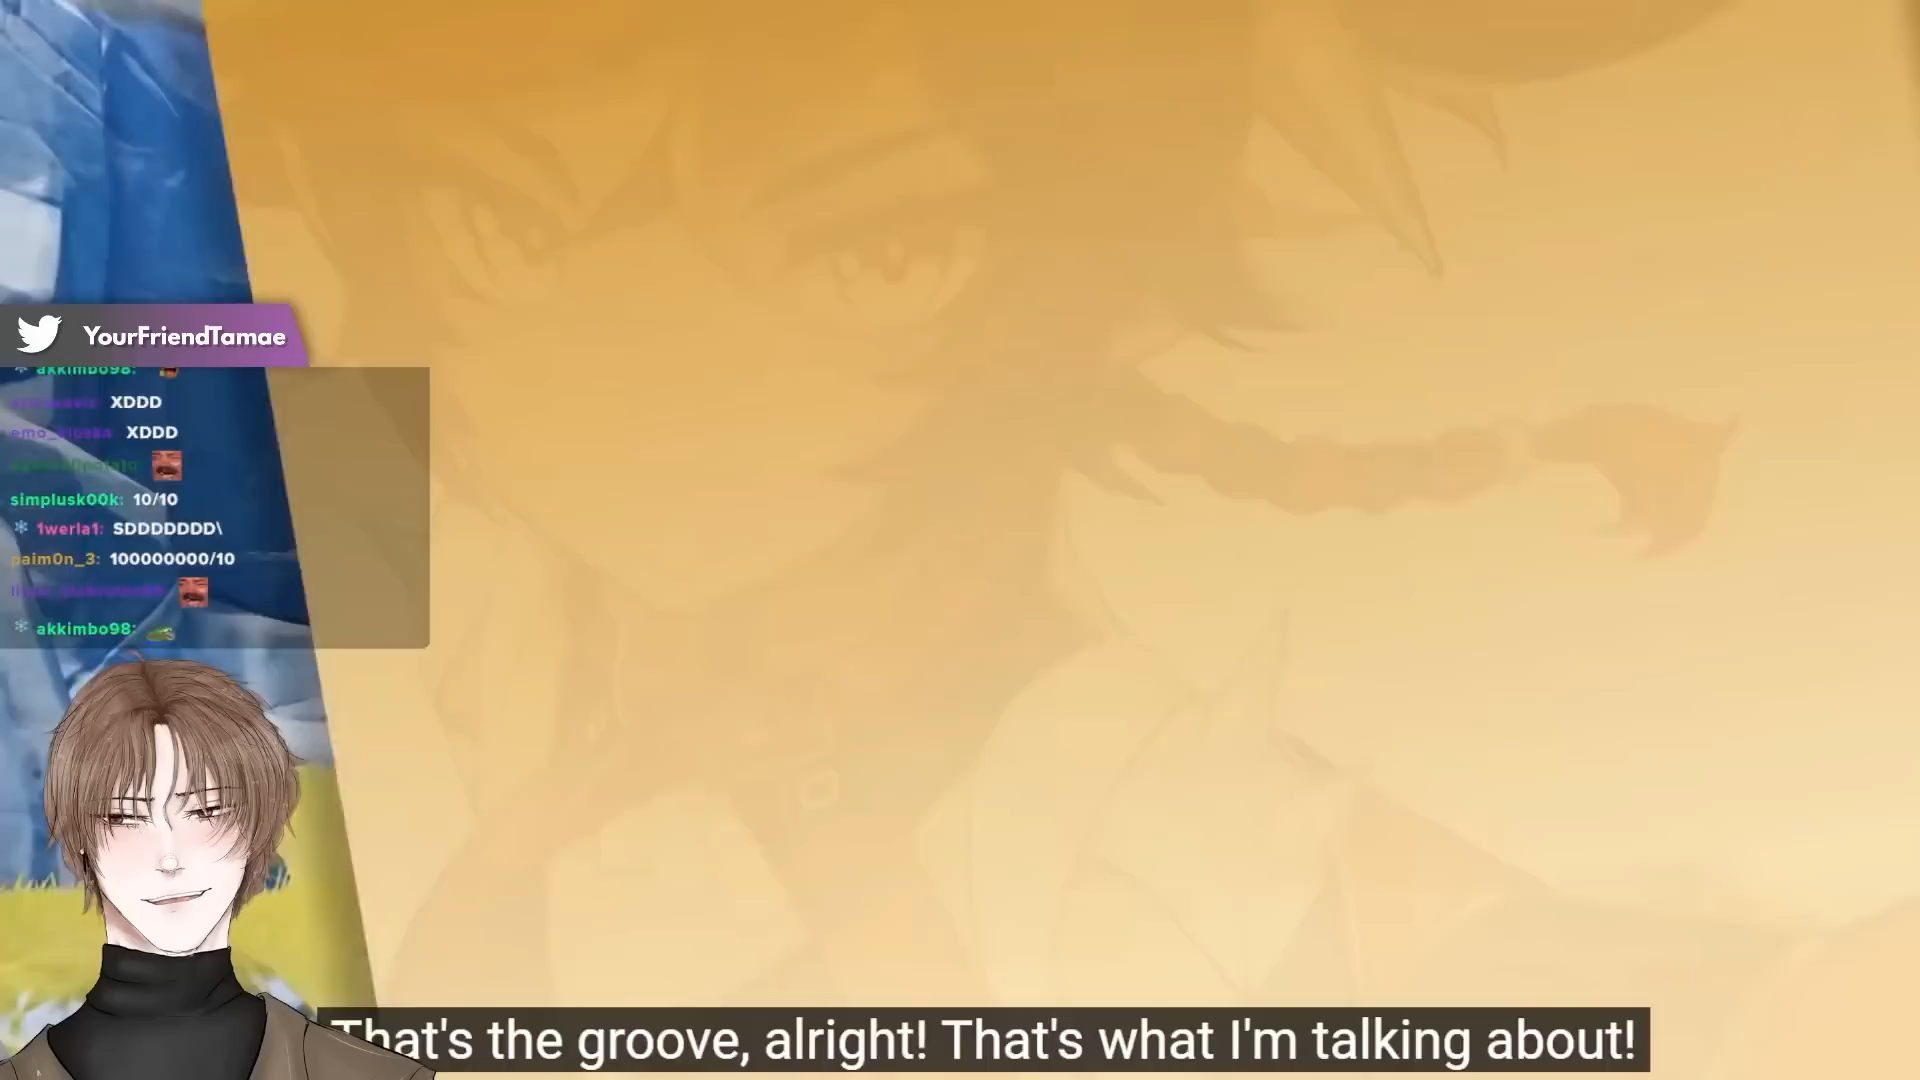 YourFriendTamae
akkimbo98:
XDDD
XDDD
simplusk00k: 10/10
1werla1: SDDDDDDD\
paim0n_3: 100000000/10
akkimbo98:
That's the groove, alright! That's what I'm talking about!